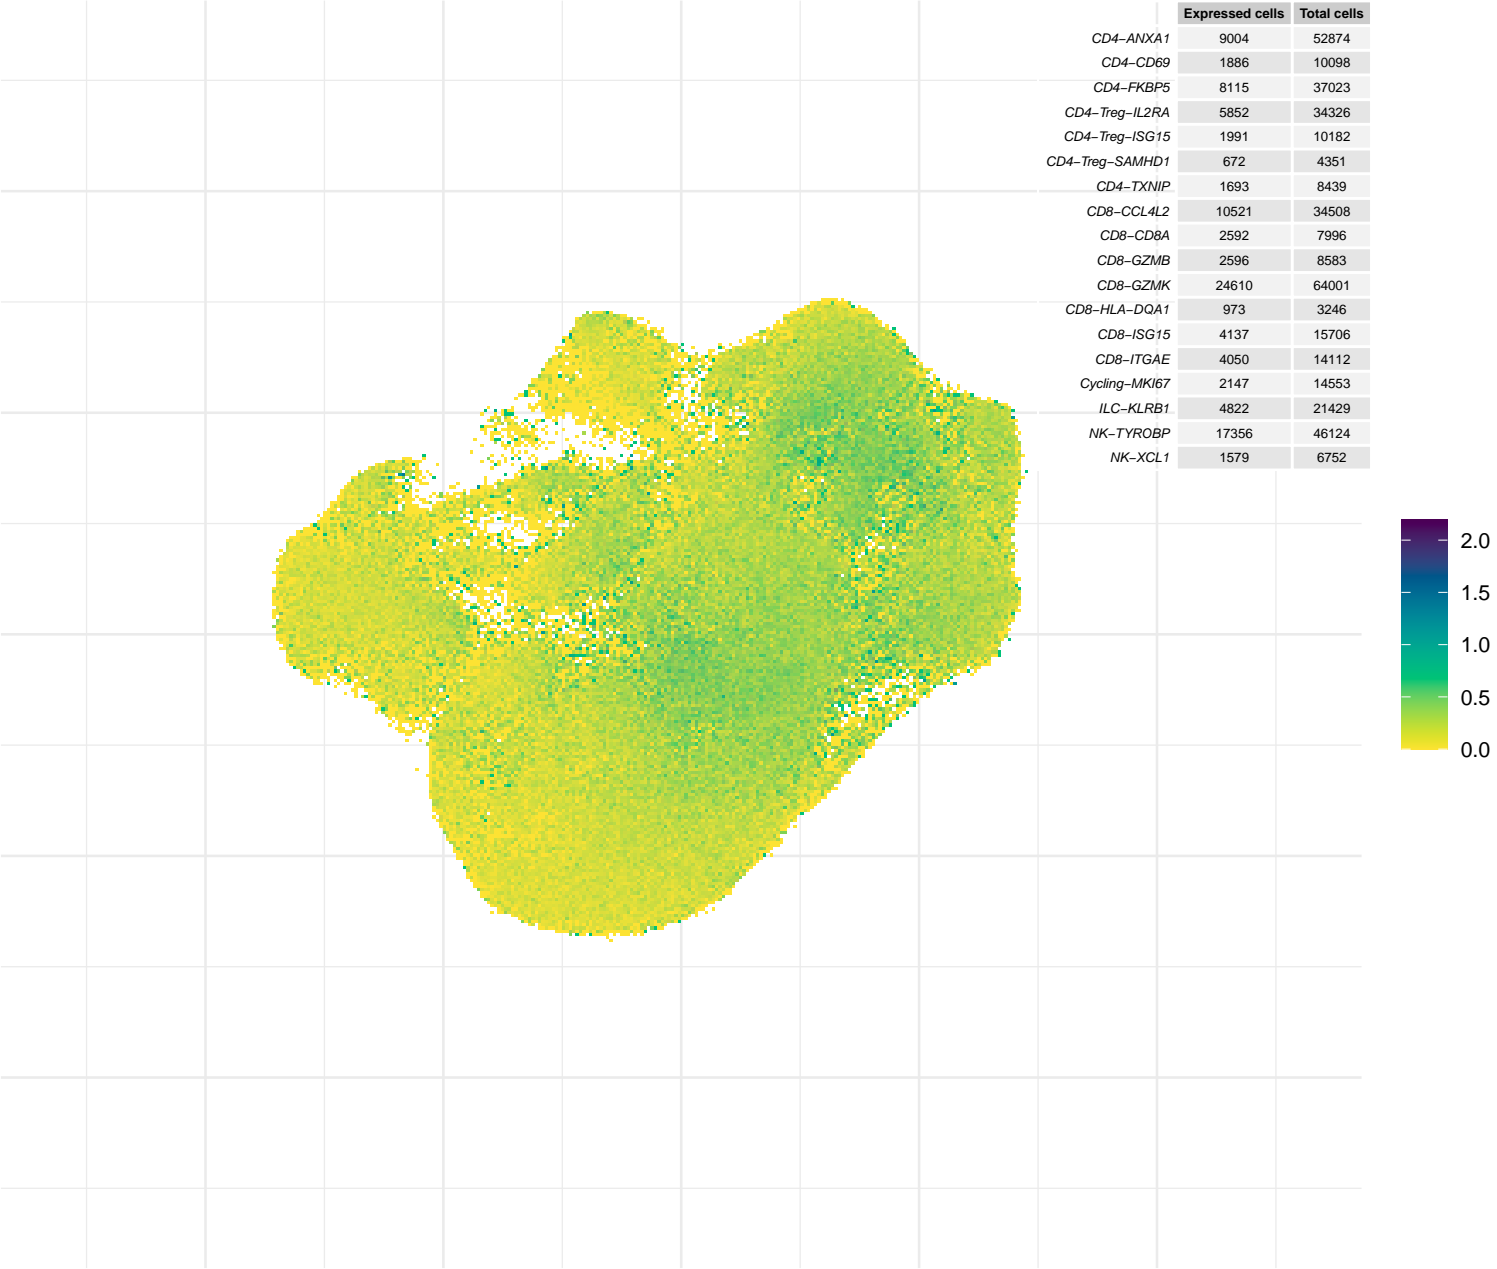 Expressed cells Total cells
CD4−ANXA1 9004 52874
CD4−CD69 1886 10098
CD4−FKBP5 8115 37023
CD4−Treg−IL2RA 5852 34326
CD4−Treg−ISG15 1991 10182
CD4−Treg−SAMHD1 672 4351
CD4−TXNIP 1693 8439
CD8−CCL4L2 10521 34508
CD8−CD8A 2592 7996
CD8−GZMB 2596 8583
CD8−GZMK 24610 64001
CD8−HLA−DQA1 973 3246
CD8−ISG15 4137 15706
CD8−ITGAE 4050 14112
Cycling−MKI67 2147 14553
ILC−KLRB1 4822 21429
NK−TYROBP 17356 46124
NK−XCL1 1579 6752
2.0
1.5
1.0
0.5
0.0